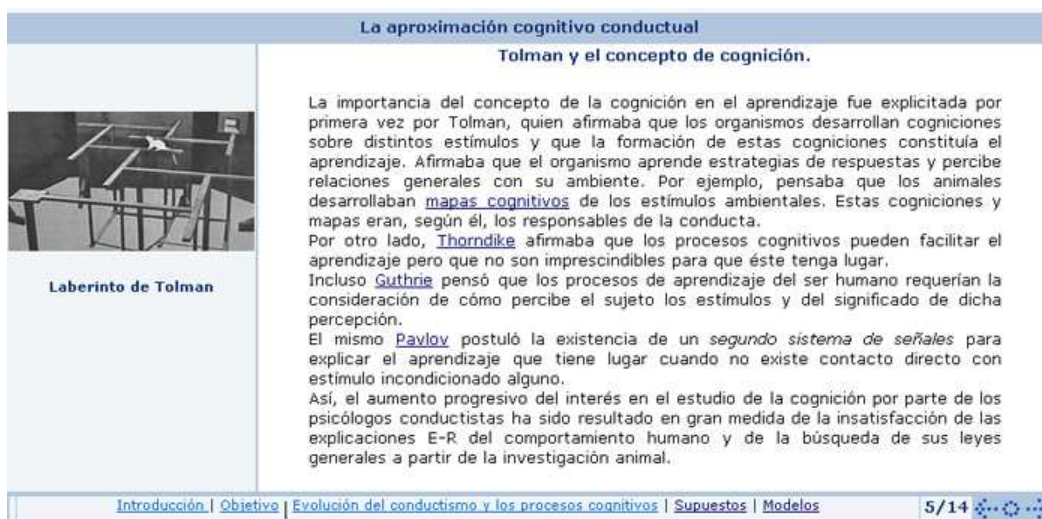 La aproximación cognitivo conductual
Tolman y el concepto de cognición.
La importancia del concepto de la cognición en el aprendizaje fue explicitada por
primera vez por Tolman, quien afirmaba que los organismos desarrollan cogniciones
sobre distintos estímulos y que la formación de estas cogniciones constituía el
aprendizaje. Afirmaba que el organismo aprende estrategias de respuestas y percibe
relaciones generales con su ambiente. Por ejemplo, pensaba que los animales
desarrollaban mapas cognitivos de los estímulos ambientales. Estas cogniciones y
mapas eran, según él, los responsables de la conducta.
Por otro lado, Thorndike afirmaba que los procesos cognitivos pueden facilitar el
aprendizaje pero que no son imprescindibles para que éste tenga lugar.
Incluso Guthrie pensó que los procesos de aprendizaje del ser humano requerían la
consideración de cómo percibe el sujeto los estímulos y del significado de dicha
percepción.
El mismo Pavlov postuló la existencia de un segundo sistema de señales para
explicar el aprendizaje que tiene lugar cuando no existe contacto directo con
estímulo incondicionado alguno.
Así, el aumento progresivo del interés en el estudio de la cognición por parte de los
psicólogos conductistas ha sido resultado en gran medida de la insatisfacción de las
explicaciones E-R del comportamiento humano y de la búsqueda de sus leyes
generales a partir de la investigación animal.
Laberinto de Tolman
Introducción | Objetivo | Evolución del conductismo y los procesos cognitivos | Supuestos | Modelos
5/14